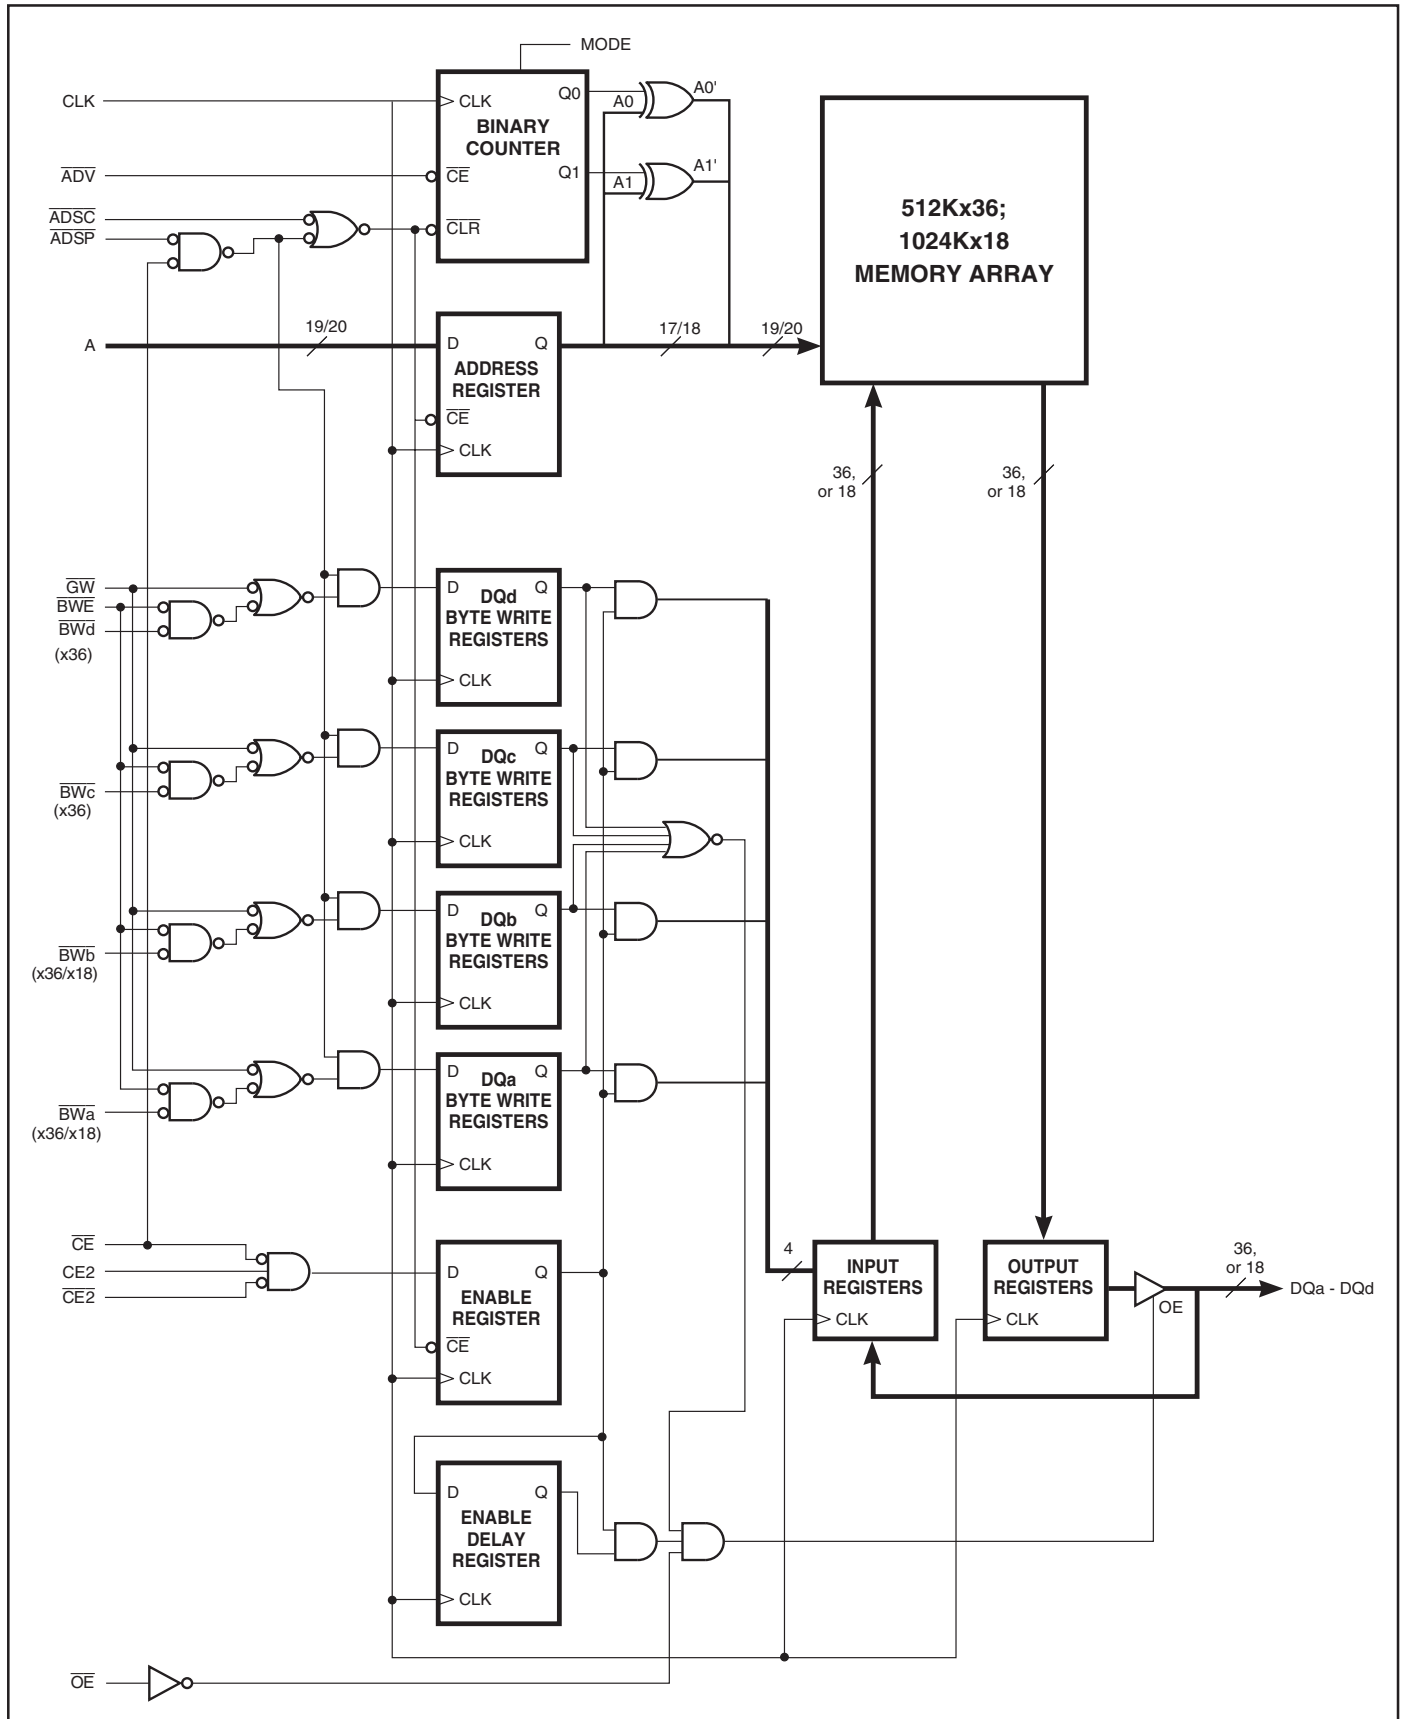 MODE
CLK
CLK
Q0
A0
A0'
BINARY
COUNTER
ADV
CE
Q1
A1
A1'
ADSC
ADSP
CLR
512Kx36;
1024Kx18
MEMORY ARRAY
A
19/20
D
Q
17/18
19/20
ADDRESS
REGISTER
CE
CLK
36,
or 18
36,
or 18
GW
BWE
BWd
(x36)
D
Q
DQd
BYTE WRITE
REGISTERS
CLK
BWc
(x36)
D
Q
DQc
BYTE WRITE
REGISTERS
CLK
BWb
(x36/x18)
D
Q
DQb
BYTE WRITE
REGISTERS
CLK
BWa
(x36/x18)
D
Q
DQa
BYTE WRITE
REGISTERS
CLK
CE
CE2
CE2
D
Q
ENABLE
REGISTER
CE
CLK
4
INPUT
REGISTERS
CLK
OUTPUT
REGISTERS
CLK
OE
36,
or 18
DQa - DQd
D
Q
ENABLE
DELAY
REGISTER
CLK
OE